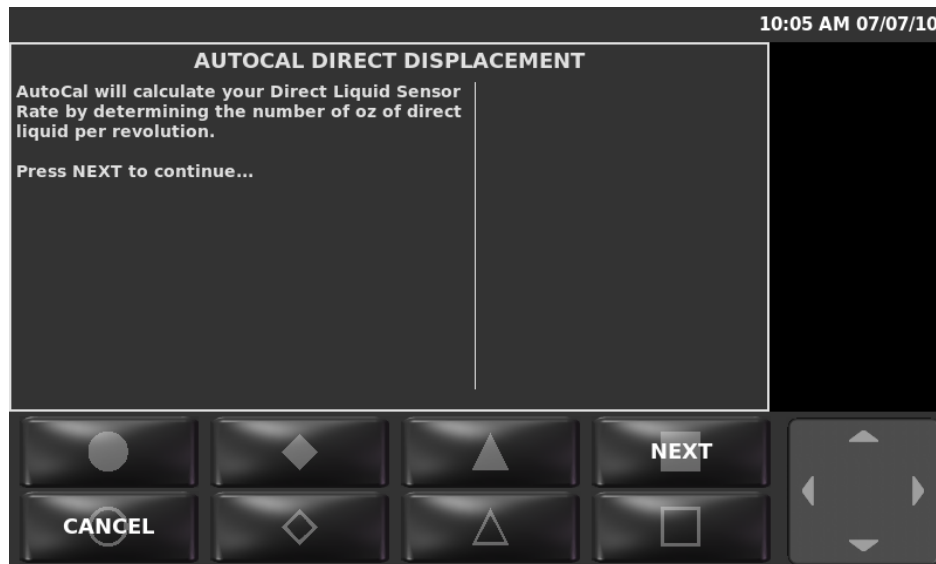 10:05 AM 07/07/10
AUTOCAL DIRECT DISPLACEMENT
AutoCal will calculate your Direct Liquid Sensor
Rate by determining the number of oz of direct
liquid per revolution.
Press NEXT to continue...
NEXT
CANCEL